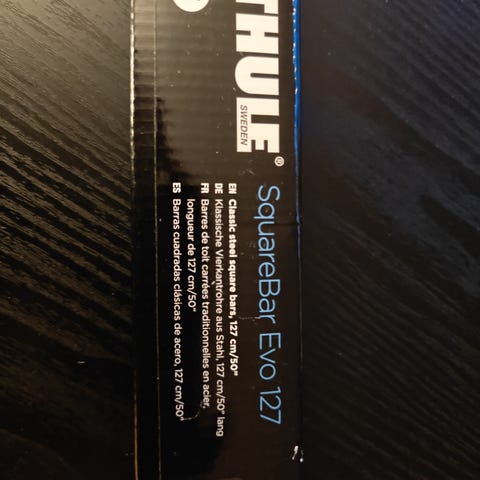 THULE®
SWEDEN
SquareBar Evo 127
EN Classic steel square bars, 127 cm/50"
DE Klassische Vierkantrohre aus Stahl, 127 cm/50" lang
FR Barres de toit carrées traditionnelles en acier,
longueur de 127 cm/50"
ES Barras cuadradas clásicas de acero, 127 cm/50"